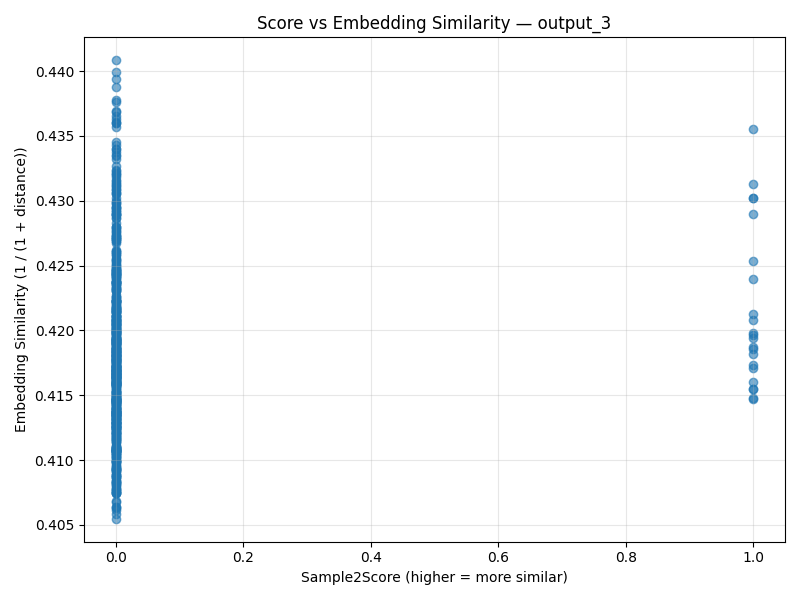 Score vs Embedding Similarity — output_3
Embedding Similarity (1 / (1 + distance))
0.440
0.435
0.430
0.425
0.420
0.415
0.410
0.405
0.0 0.2 0.4 0.6 0.8 1.0
Sample2Score (higher = more similar)